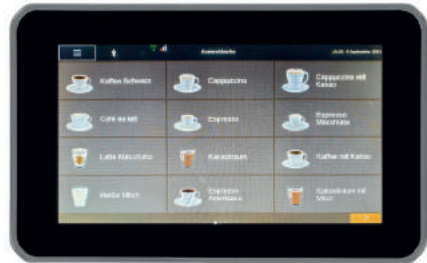 Kaffee Schwarz
Cappuccino
Cappuccino mit
Kakao
Café au lait
Espresso
Espresso
Macchiato
Latte Macchiato
Kakaotraum
Kaffee mit Kakao
Heiße Milch
Espresso
Americano
Kakaotraum mit
Milch